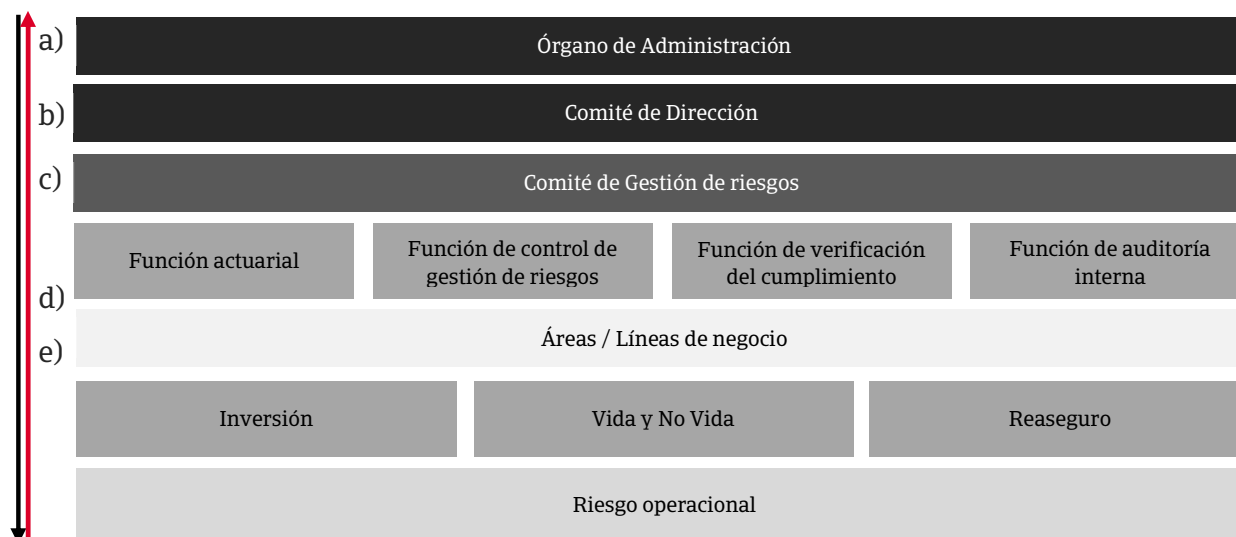 a)
Órgano de Administración
b)
Comité de Dirección
c)
Comité de Gestión de riesgos
Función actuarial
Función de control de
gestión de riesgos
Función de verificación
del cumplimiento
Función de auditoría
interna
d)
Áreas / Líneas de negocio
e)
Inversión
Vida y No Vida
Reaseguro
Riesgo operacional